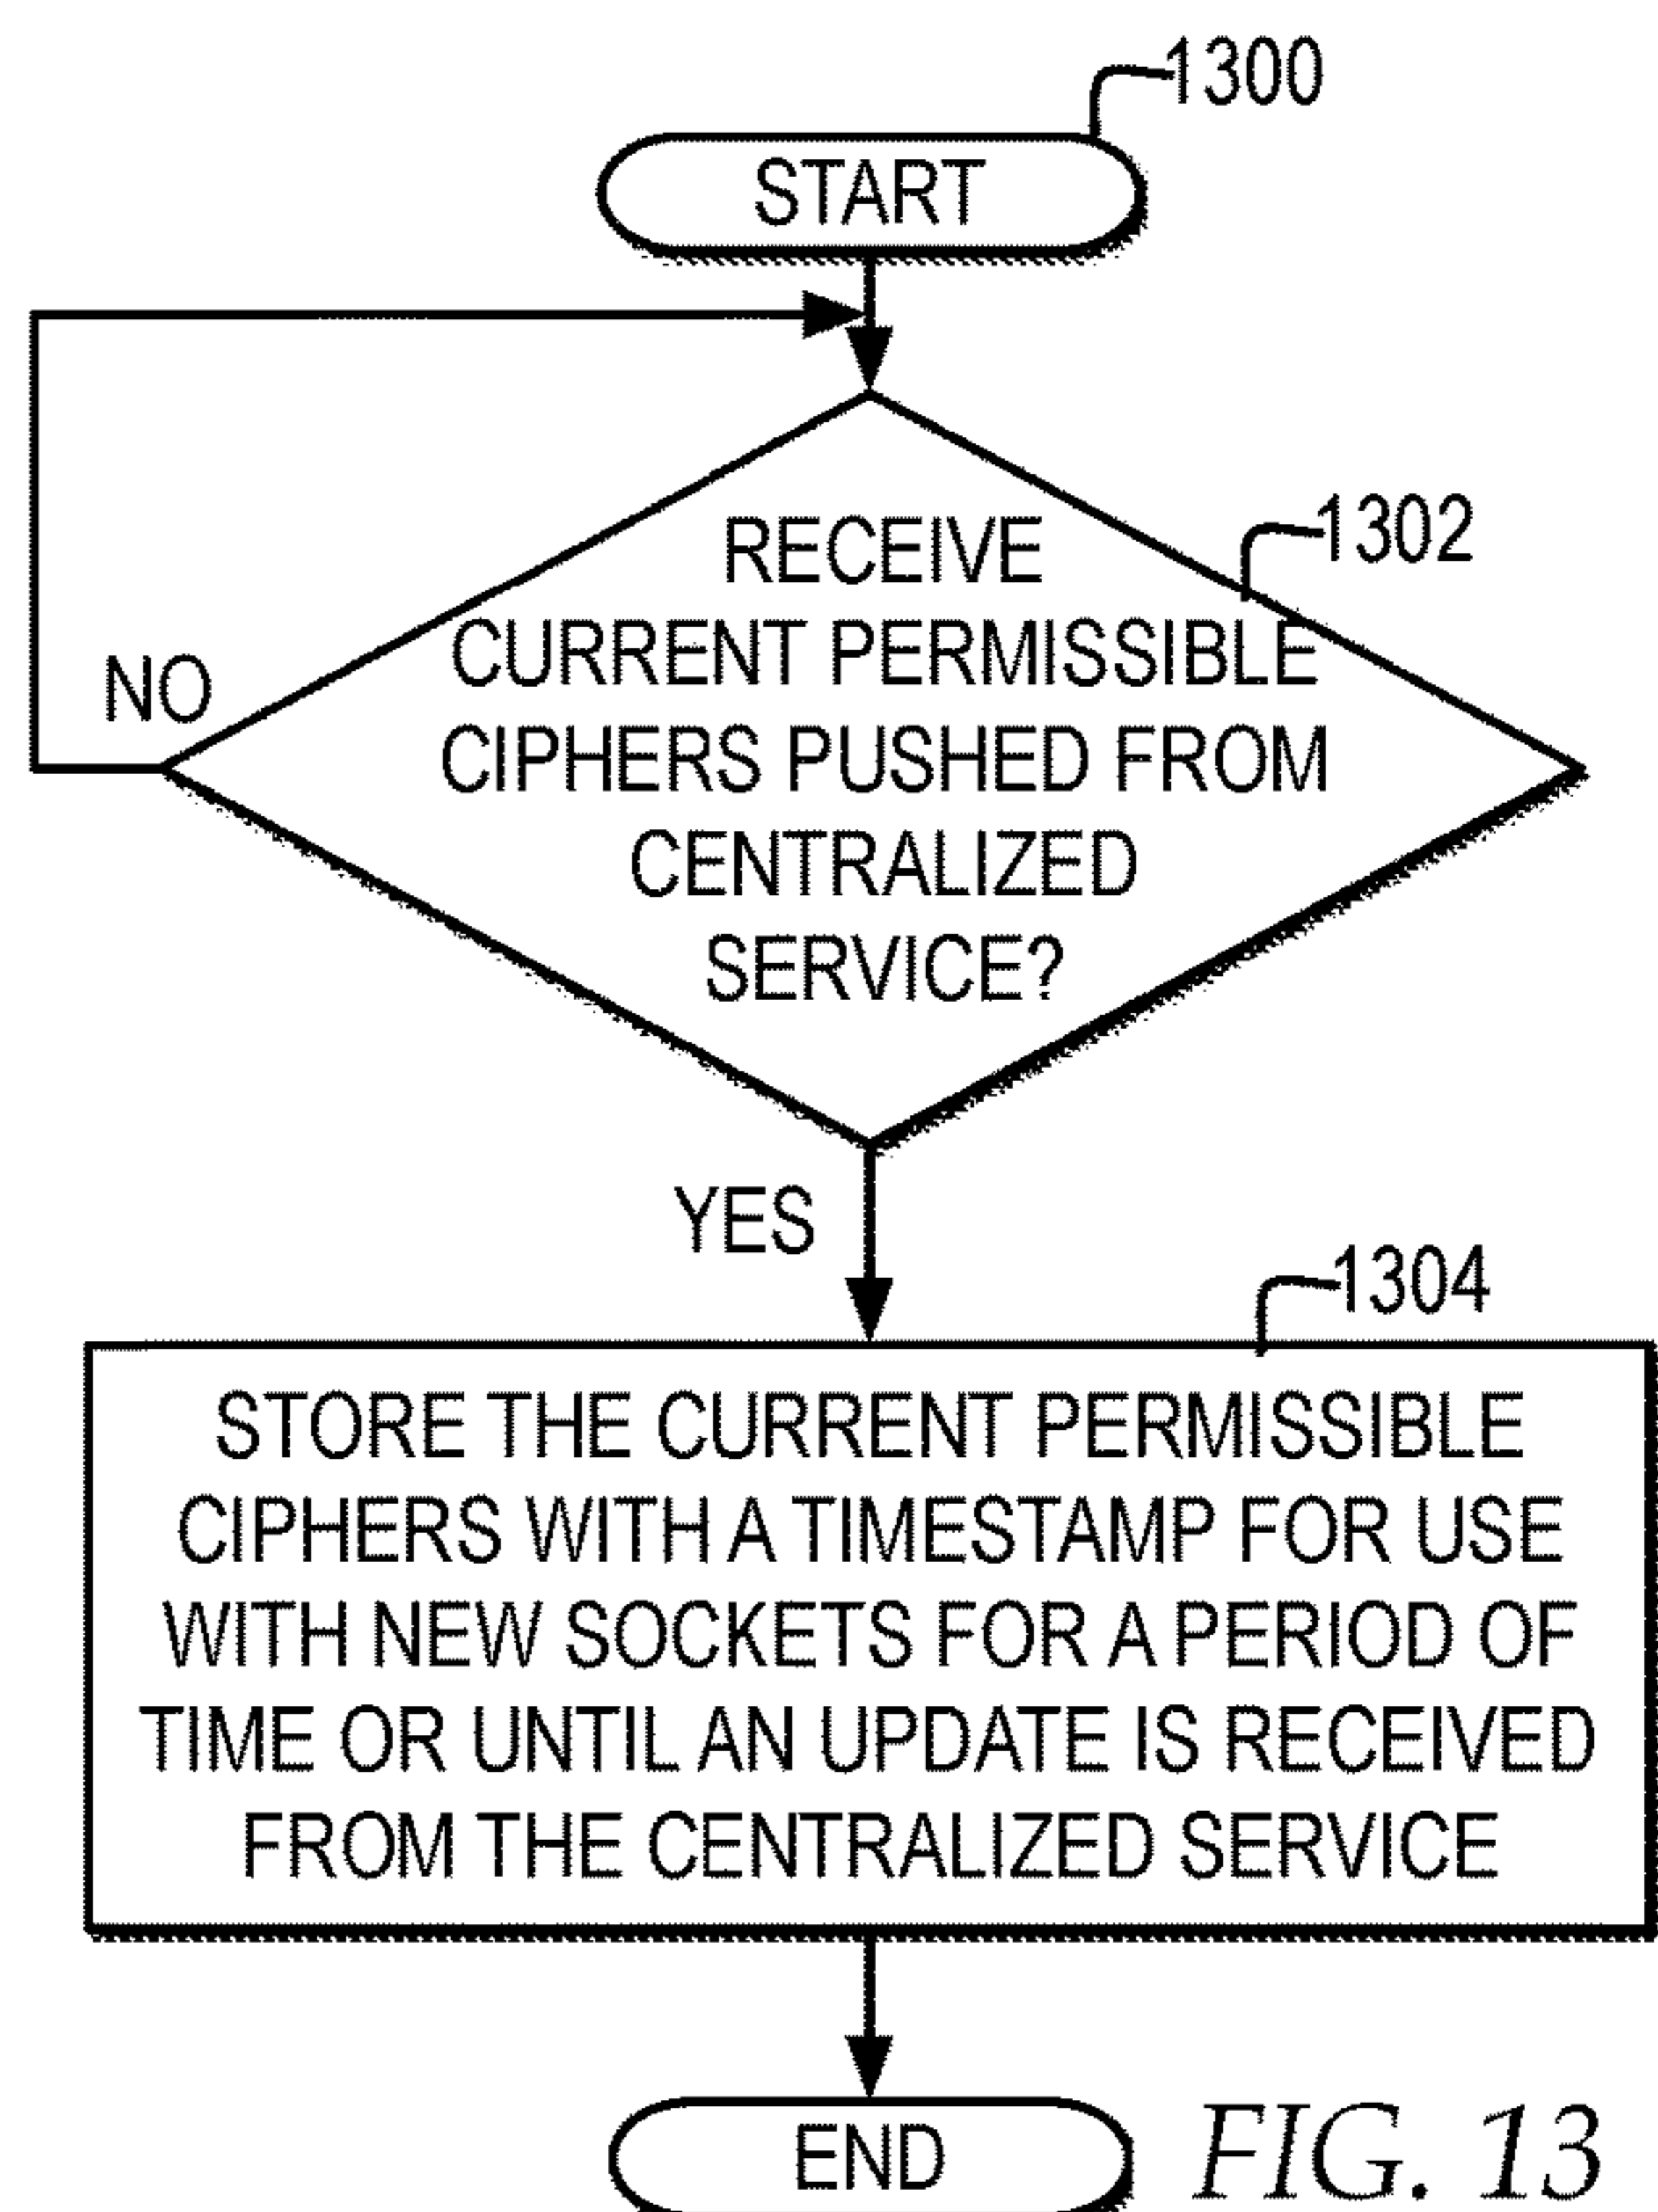 1300
START
RECEIVE
1302
CURRENT PERMISSIBLE
NO
CIPHERS PUSHED FROM
CENTRALIZED
SERVICE?
YES
1304
STORE THE CURRENT PERMISSIBLE
CIPHERS WITH A TIMESTAMP FOR USE
WITH NEW SOCKETS FOR A PERIOD OF
TIME OR UNTIL AN UPDATE IS RECEIVED
FROM THE CENTRALIZED SERVICE
END
FIG. 13